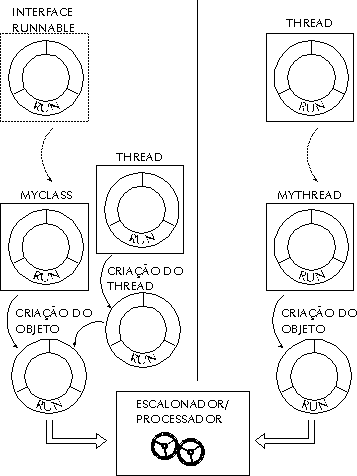 INTERFACE
RUNNABLE
RUN
MYCLASS
RUN
THREAD
RUN
CRIAÇÃO DO
THREAD
RUN
CRIAÇÃO DO
OBJETO
RUN
THREAD
RUN
MYTHREAD
RUN
CRIAÇÃO DO
OBJETO
RUN
ESCALONADOR/
PROCESSADOR